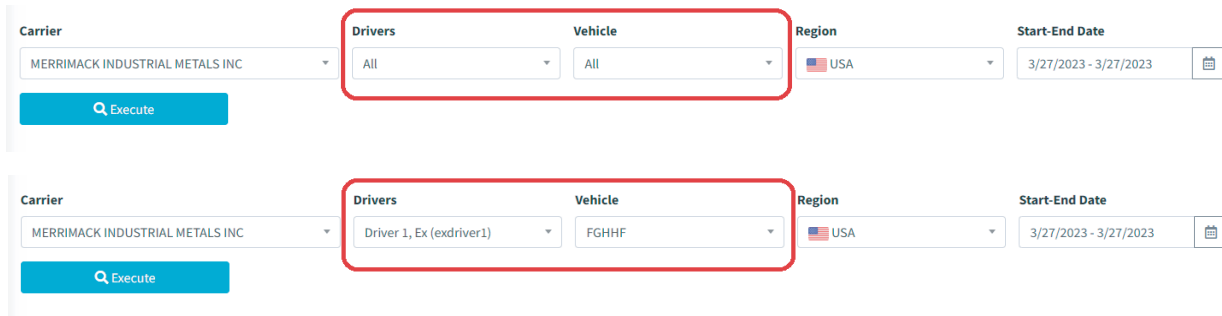 Carrier Drivers Vehicle Region Start-End Date
MERRIMACK INDUSTRIAL METALS INC All All USA 3/27/2023 - 3/27/2023
Execute
Carrier Drivers Vehicle Region Start-End Date
MERRIMACK INDUSTRIAL METALS INC Driver 1, Ex (exdriver1) FGHHF USA 3/27/2023 - 3/27/2023
Execute